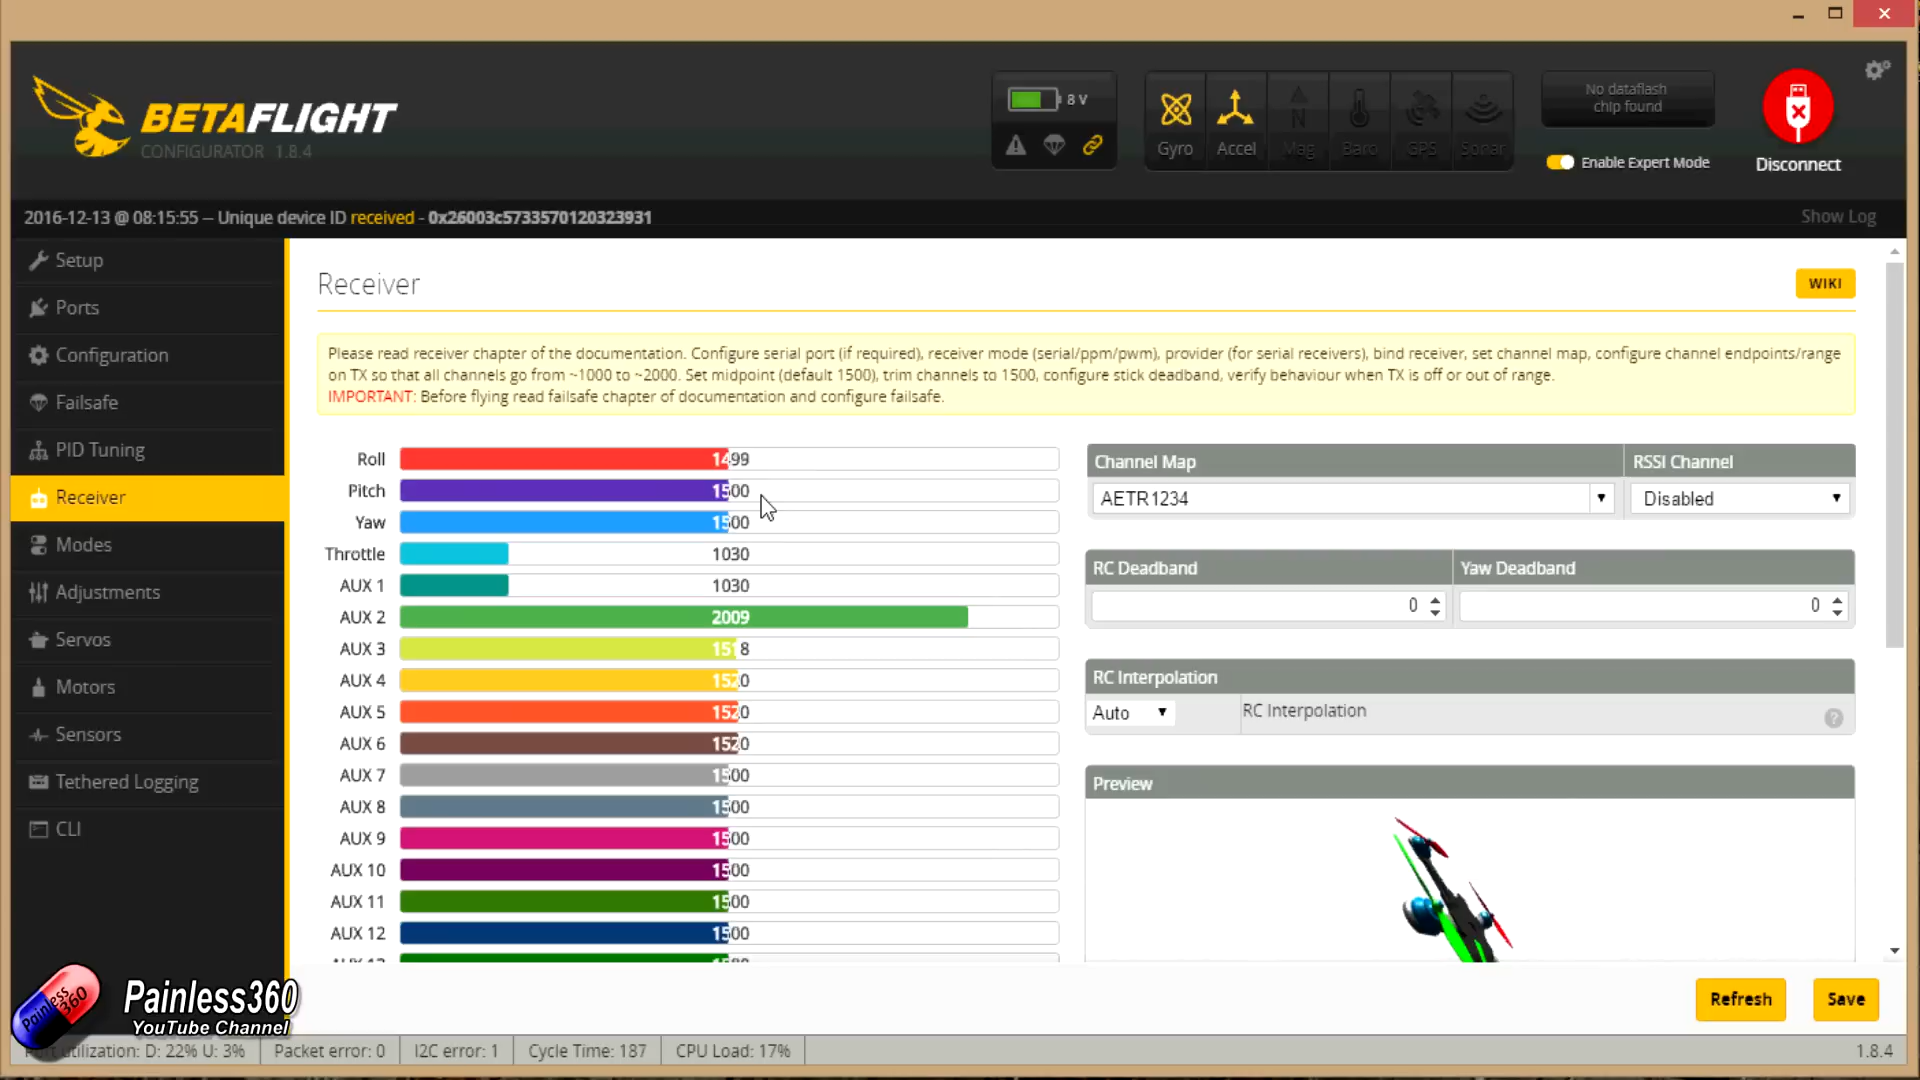 BETAFLIGHT
CONFIGURATOR 1.8.4
8 V
Gyro
Accel
Mag
Baro
GPS
Sonar
No dataflash
chip found
Enable Expert Mode
Disconnect
2016-12-13 @ 08:15:55 -- Unique device ID received - 0x26003c5733570120323931
Show Log
Setup
Ports
Configuration
Failsafe
PID Tuning
Receiver
Modes
Adjustments
Servos
Motors
Sensors
Tethered Logging
CLI
Receiver
WIKI
Please read receiver chapter of the documentation. Configure serial port (if required), receiver mode (serial/ppm/pwm), provider (for serial receivers), bind receiver, set channel map, configure channel endpoints/range
on TX so that all channels go from ~1000 to ~2000. Set midpoint (default 1500), trim channels to 1500, configure stick deadband, verify behaviour when TX is off or out of range.
IMPORTANT: Before flying read failsafe chapter of documentation and configure failsafe.
Roll 1499
Pitch 1500
Yaw 1500
Throttle 1030
AUX 1 1030
AUX 2 2009
AUX 3 1518
AUX 4 1520
AUX 5 1520
AUX 6 1520
AUX 7 1500
AUX 8 1500
AUX 9 1500
AUX 10 1500
AUX 11 1500
AUX 12 1500
Channel Map
RSSI Channel
AETR1234
Disabled
RC Deadband
Yaw Deadband
0
0
RC Interpolation
Auto
RC Interpolation
?
Preview
Refresh
Save
Painless360
Painless360
YouTube Channel
utilization: D: 22% U: 3%
Packet error: 0
I2C error: 1
Cycle Time: 187
CPU Load: 17%
1.8.4